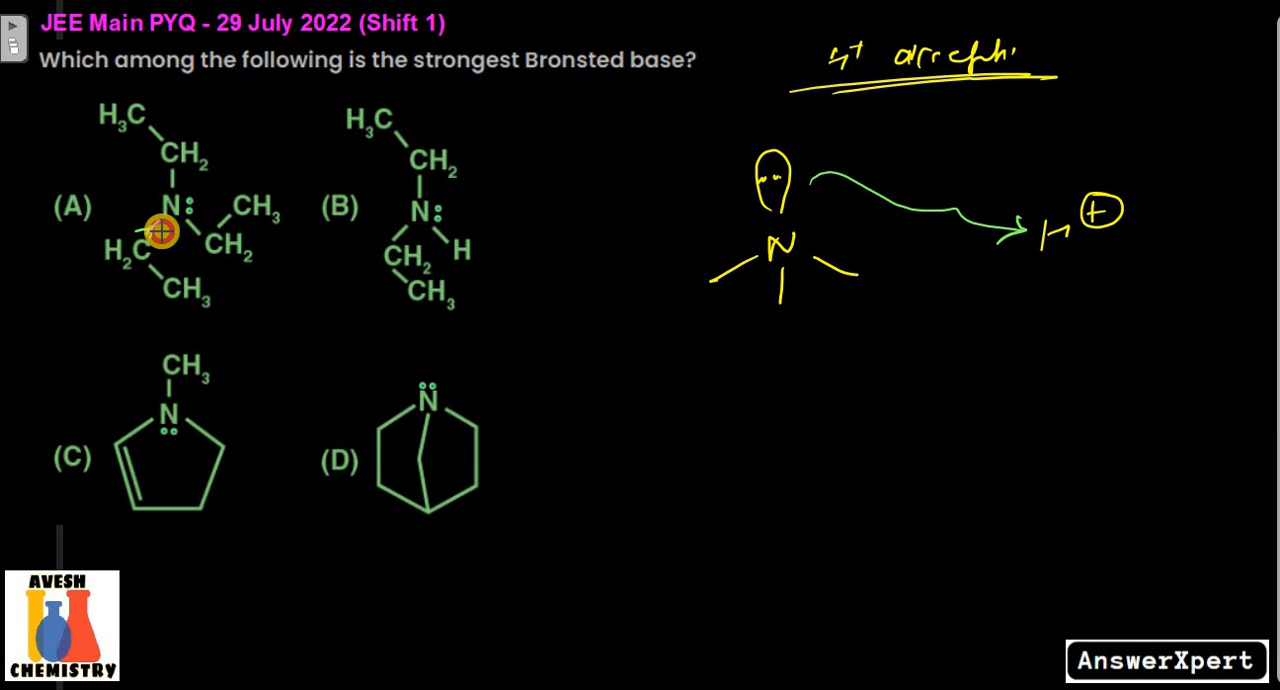 JEE Main PYQ - 29 July 2022 (Shift 1)
Which among the following is the strongest Bronsted base?
H⁺
(A)
H₃C
CH₂
N:
CH₃
CH₂
H₂C
CH₃
(B)
H₃C
CH₂
N:
H
CH₂
CH₃
N
H
+
(C)
CH₃
N
(D)
N
AVESH
CHEMISTRY
AnswerXpert